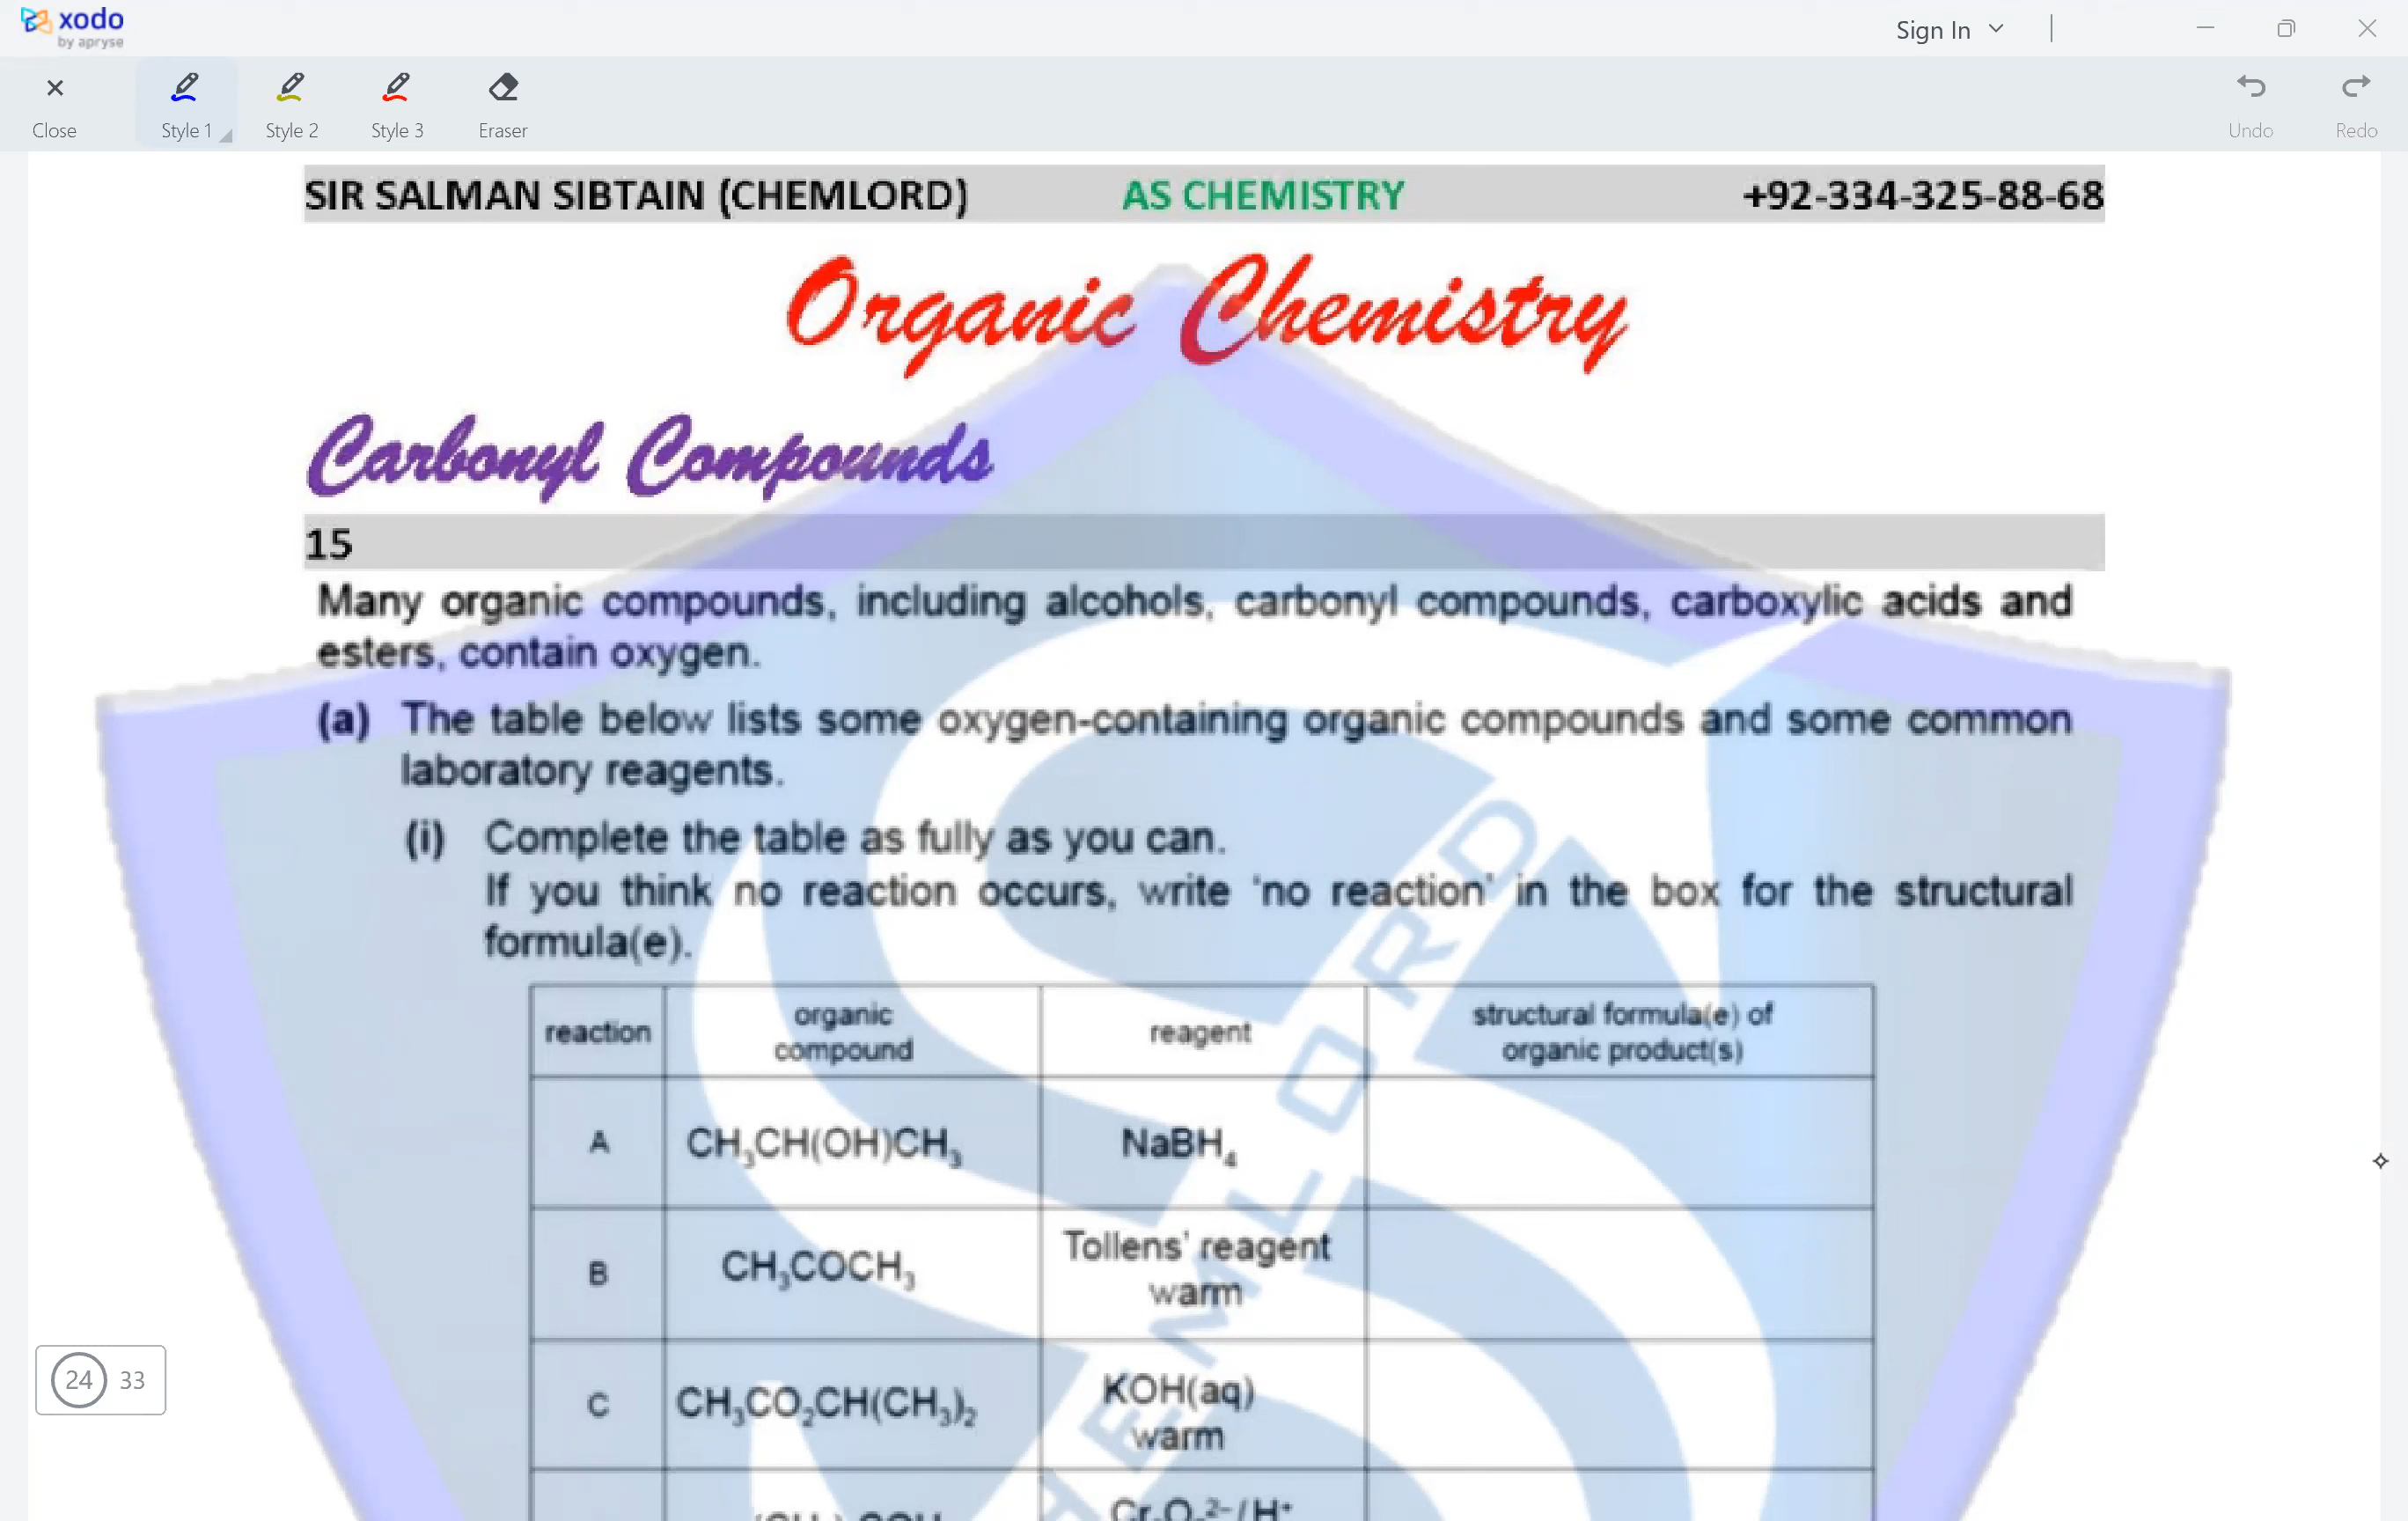 xodo
by apryse
Sign In
Close
Style 1
Style 2
Style 3
Eraser
Undo
Redo
SIR SALMAN SIBTAIN (CHEMLORD) AS CHEMISTRY +92-334-325-88-68
Organic Chemistry
Carbonyl Compounds
15
Many organic compounds, including alcohols, carbonyl compounds, carboxylic acids and
esters, contain oxygen.
(a) The table below lists some oxygen-containing organic compounds and some common
laboratory reagents.
(i) Complete the table as fully as you can.
If you think no reaction occurs, write 'no reaction' in the box for the structural
formula(e).
reaction
organic
compound
reagent
structural formula(e) of
organic product(s)
A CH₃CH(OH)CH₃ NaBH₄
B CH₃COCH₃ Tollens' reagent
warm
C CH₃CO₂CH(CH₃)₂ KOH(aq)
warm
Cr₂O₇²⁻/H⁺
24 33